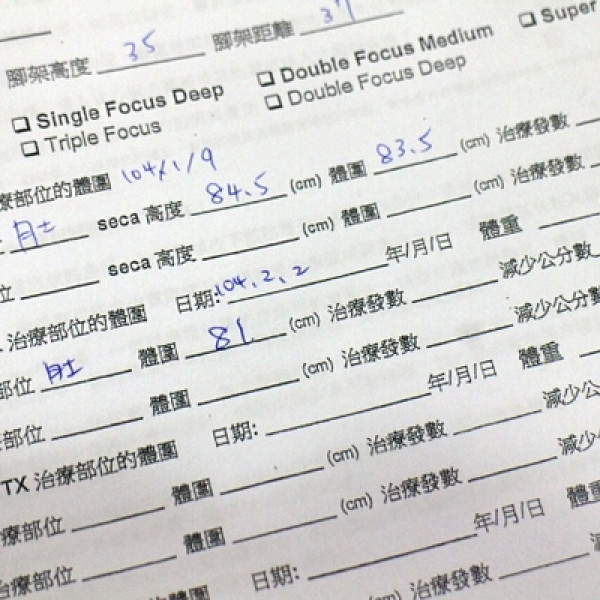 腳架高度 35 腳架距離 37
❏ Single Focus Deep ❏ Double Focus Medium ❏ Super
❏ Triple Focus ❏ Double Focus Deep
療部位的體圍 104/1/9
肚 seca 高度 84.5 (cm) 體圍 83.5 (cm) 治療發數
位 seca 高度 (cm) 體圍 (cm) 治療發數
治療部位的體圍 日期: 104.2.2 年/月/日 體重
部位 肚 體圍 81 (cm) 治療發數 減少公分數
部位 體圍 (cm) 治療發數 減少公分數
TX 治療部位的體圍 日期: 年/月/日 體重
療部位 體圍 (cm) 治療發數 減少公
治療部位 體圍 (cm) 治療發數 減少
的體圍 日期: 年/月/日 體重
(cm) 治療發數 減少